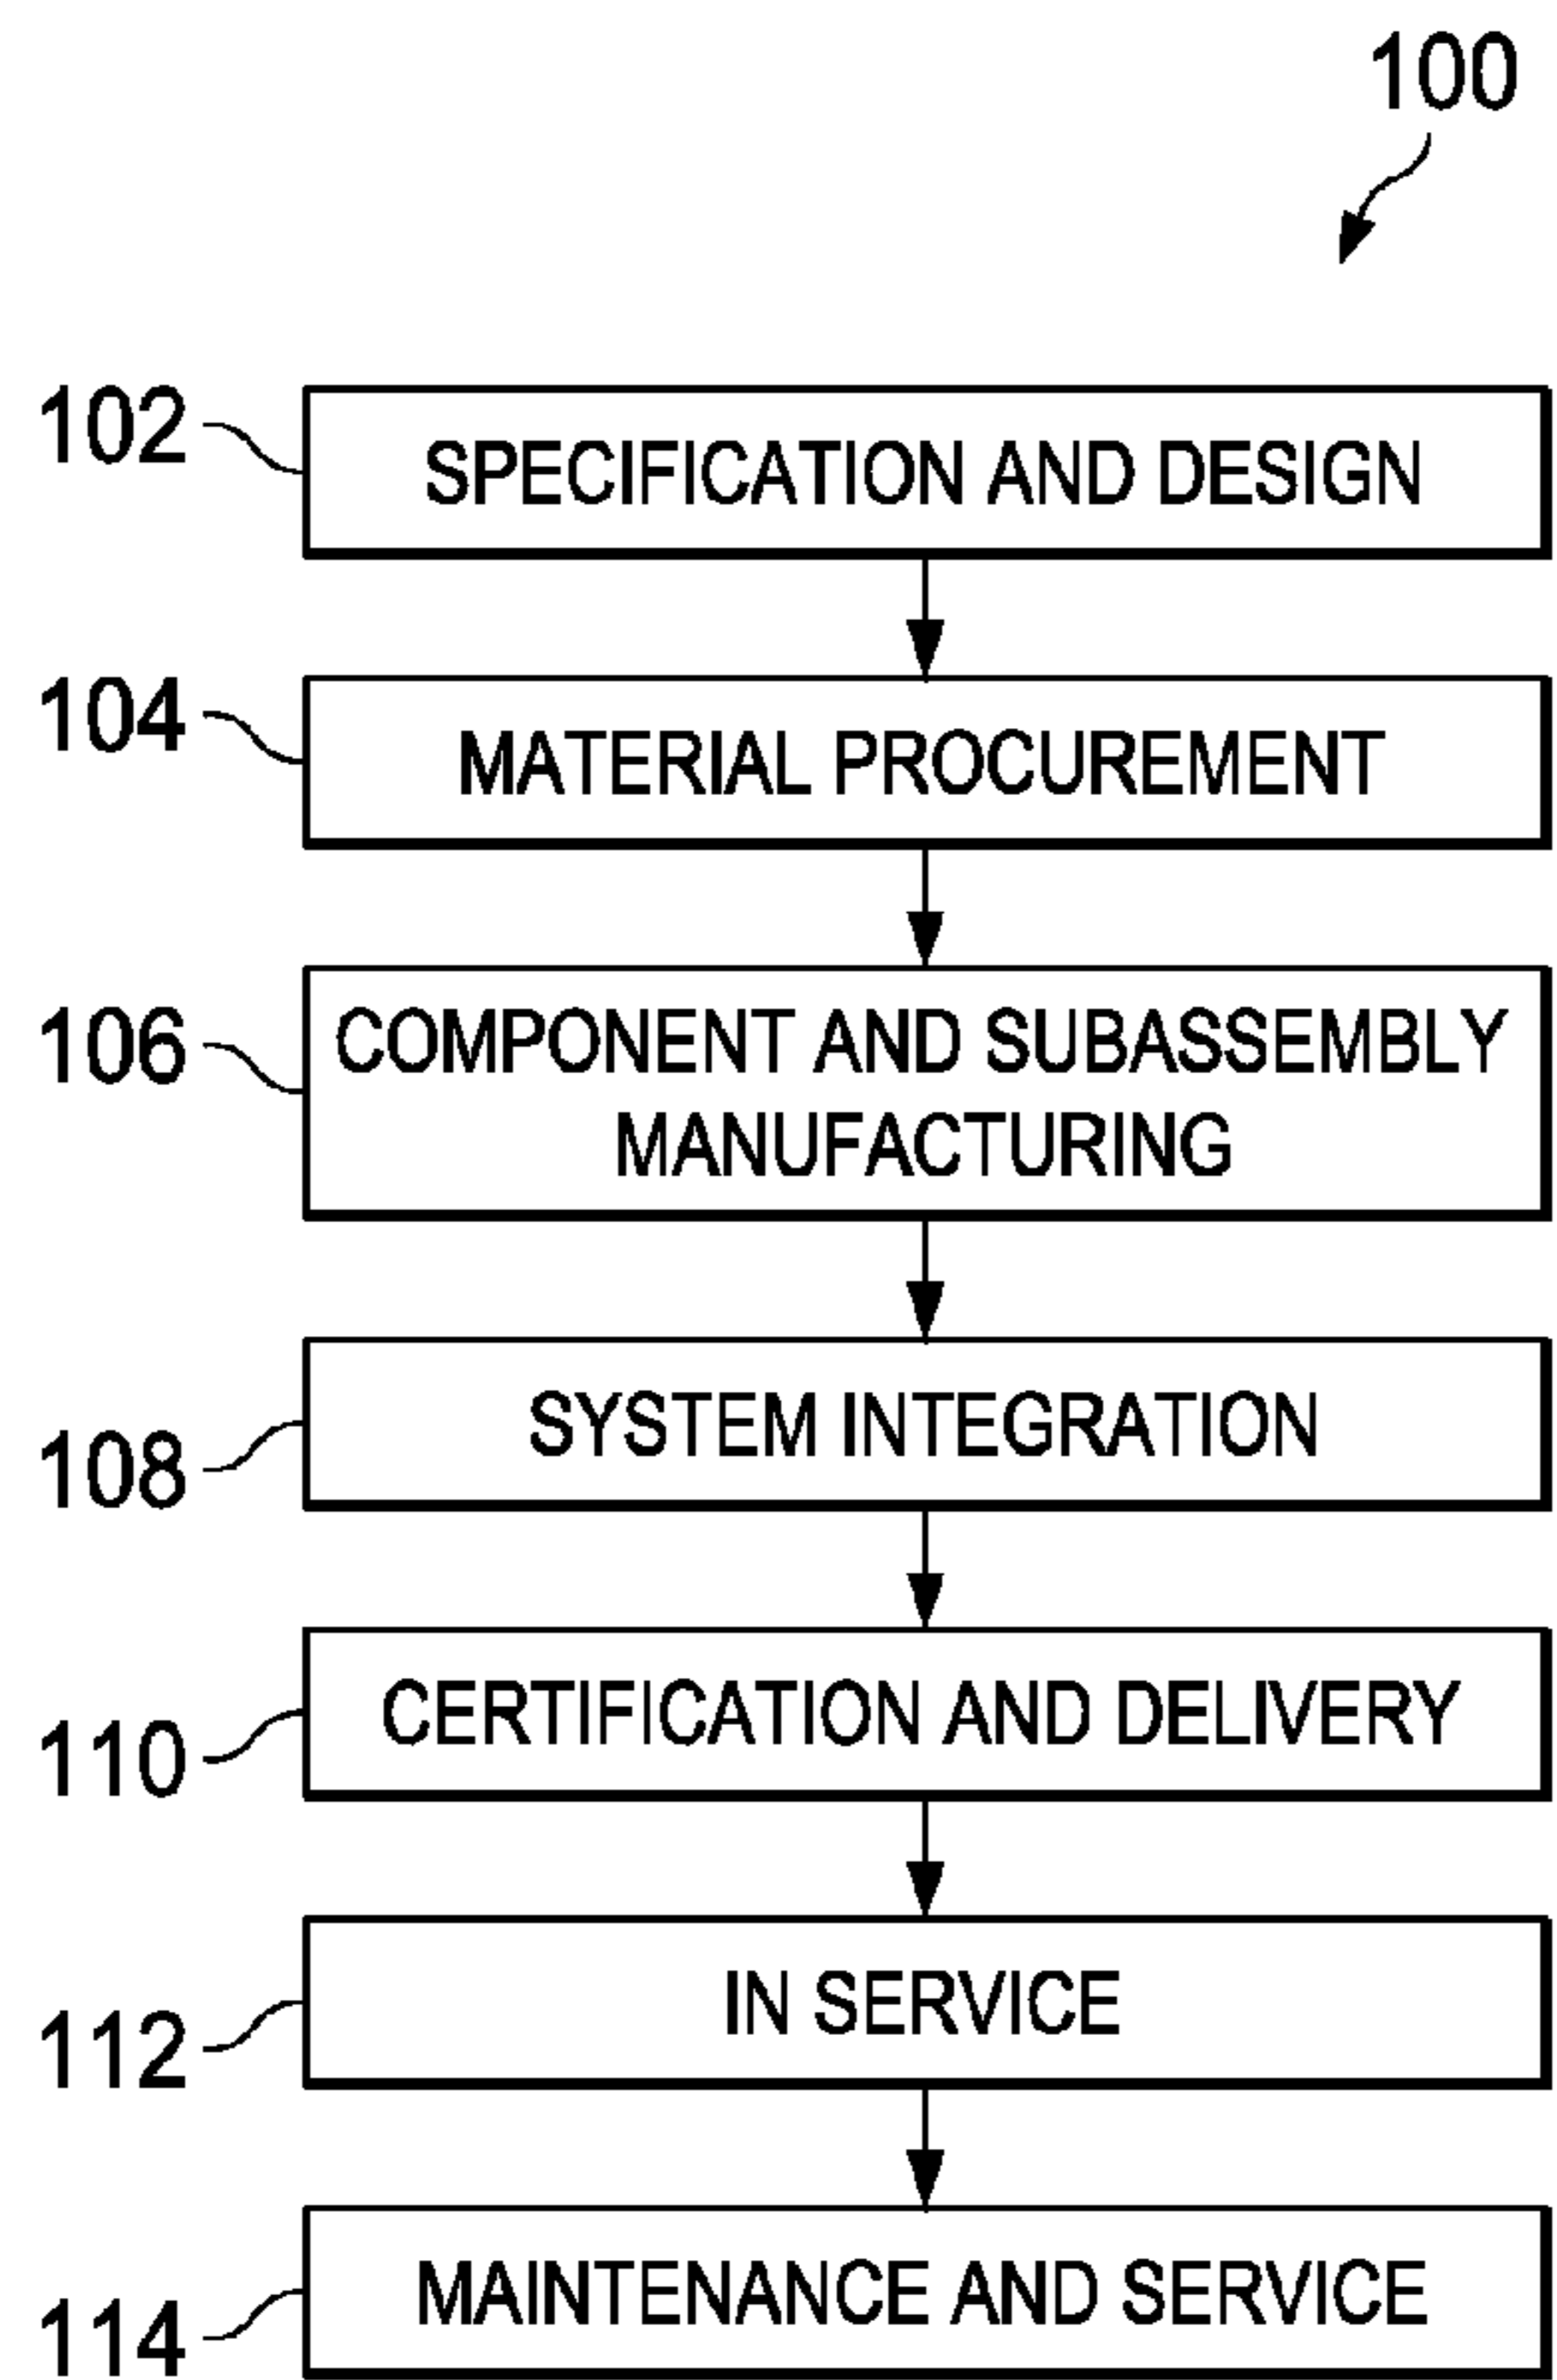 100
102
SPECIFICATION AND DESIGN
104
MATERIAL PROCUREMENT
106
COMPONENT AND SUBASSEMBLY
MANUFACTURING
108
SYSTEM INTEGRATION
110
CERTIFICATION AND DELIVERY
112
IN SERVICE
114
MAINTENANCE AND SERVICE